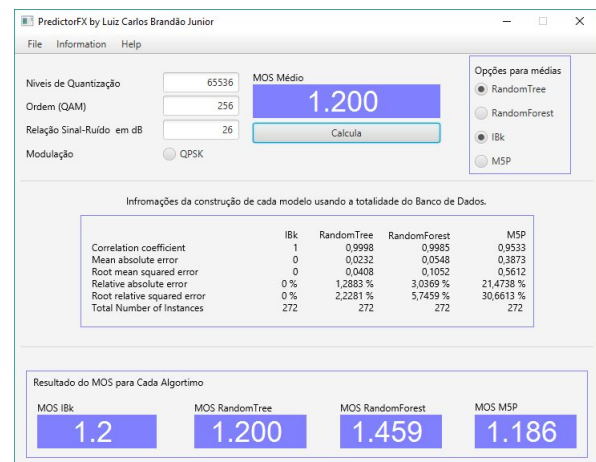 PredictorFX by Luiz Carlos Brandão Junior
File Information Help
Niveis de Quantização 65536
Ordem (QAM) 256
Relação Sinal-Ruído em dB 26
Modulação QPSK
MOS Médio
1.200
Calcula
Opções para médias
RandomTree
RandomForest
IBk
M5P
Infromações da construção de cada modelo usando a totalidade do Banco de Dados.
IBk RandomTree RandomForest M5P
Correlation coefficient 1 0,9998 0,9985 0,9533
Mean absolute error 0 0,0232 0,0548 0,3873
Root mean squared error 0 0,0408 0,1052 0,5612
Relative absolute error 0 % 1,2883 % 3,0369 % 21,4738 %
Root relative squared error 0 % 2,2281 % 5,7459 % 30,6613 %
Total Number of Instances 272 272 272 272
Resultado do MOS para Cada Algortimo
MOS IBk MOS RandomTree MOS RandomForest MOS M5P
1.2 1.200 1.459 1.186